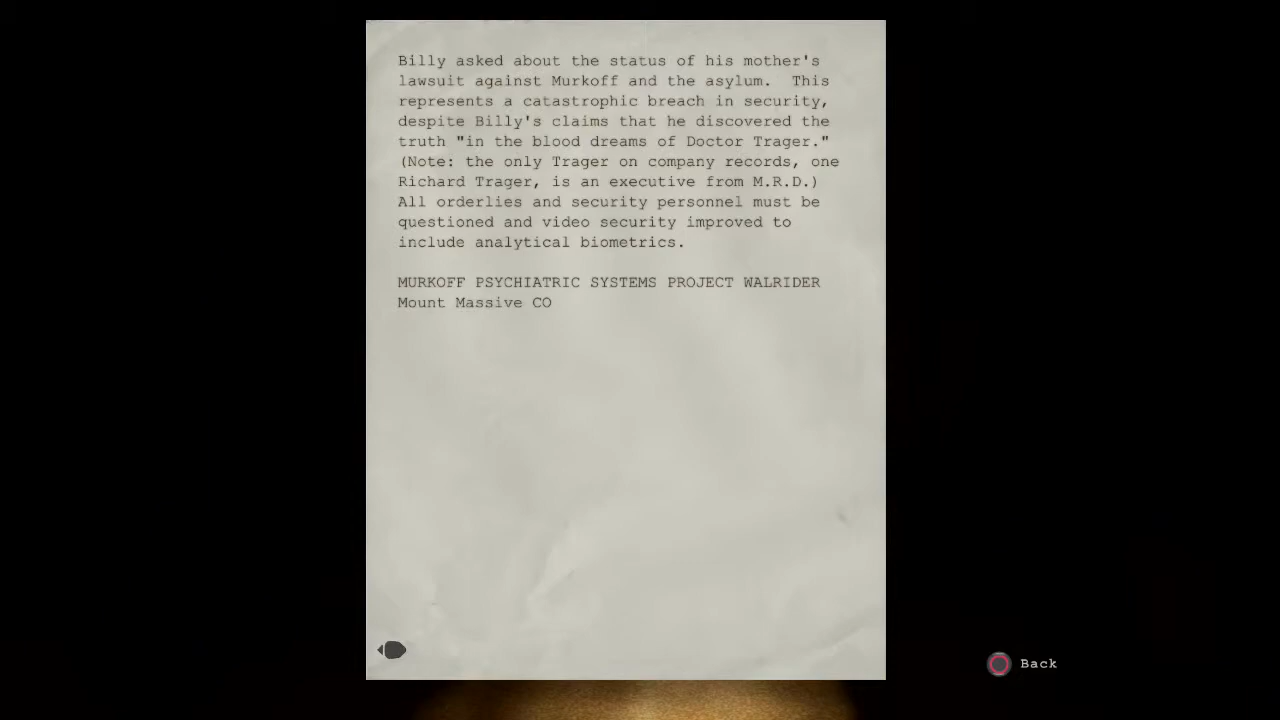 Billy asked about the status of his mother's
lawsuit against Murkoff and the asylum.  This
represents a catastrophic breach in security,
despite Billy's claims that he discovered the
truth "in the blood dreams of Doctor Trager."
(Note: the only Trager on company records, one
Richard Trager, is an executive from M.R.D.)
All orderlies and security personnel must be
questioned and video security improved to
include analytical biometrics.

MURKOFF PSYCHIATRIC SYSTEMS PROJECT WALRIDER
Mount Massive CO
Back